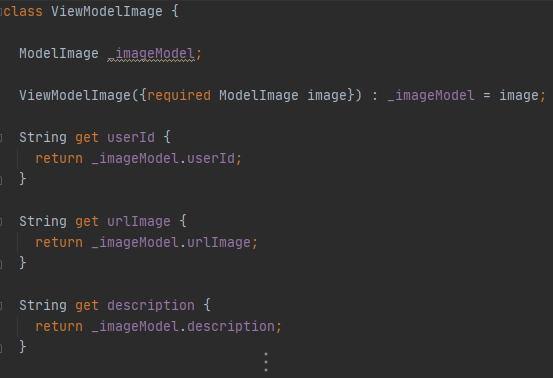 class ViewModelImage {
ModelImage _imageModel;
ViewModelImage({required ModelImage image}) : _imageModel = image;
String get userId {
return _imageModel.userId;
}
String get urlImage {
return _imageModel.urlImage;
}
String get description {
return _imageModel.description;
}